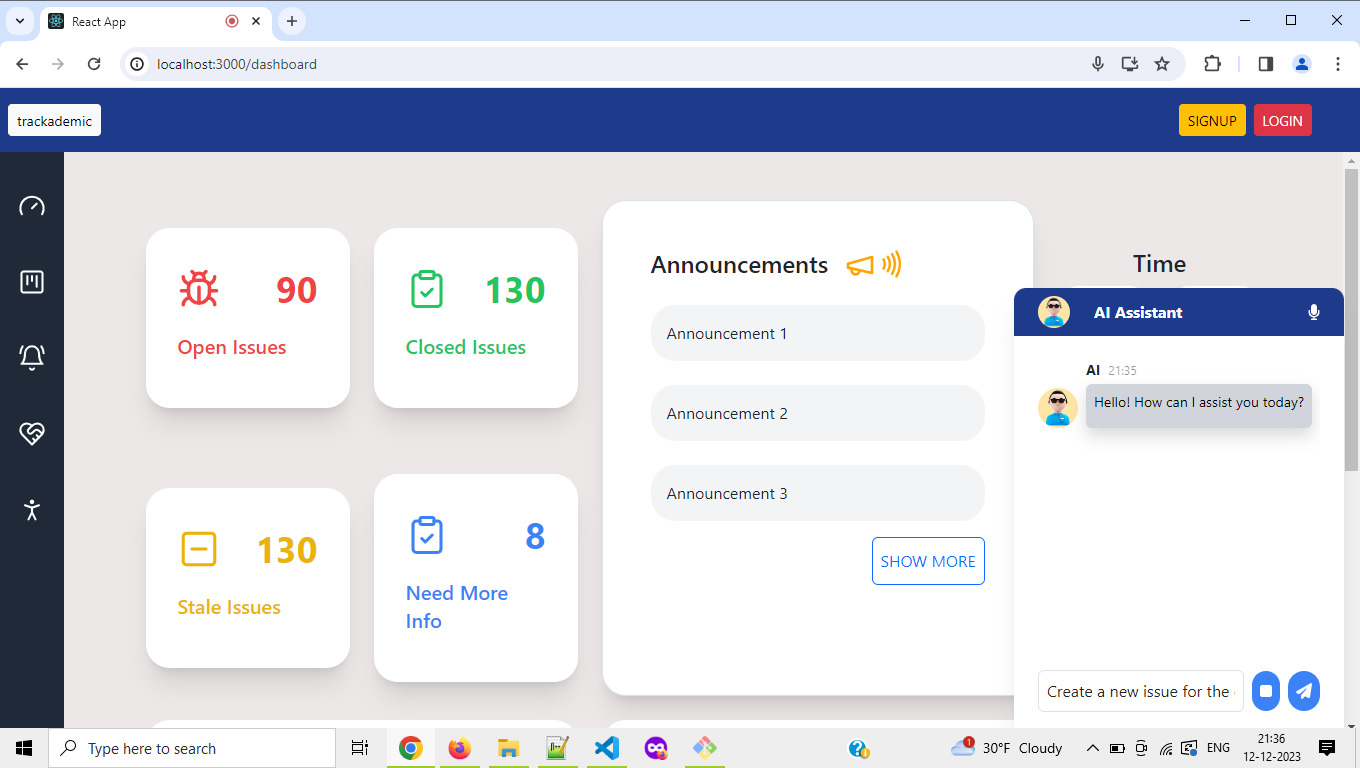 React App
localhost:3000/dashboard
trackademic
SIGNUP
LOGIN
90
Open Issues
130
Closed Issues
130
Stale Issues
8
Need More
Info
Announcements
Announcement 1
Announcement 2
Announcement 3
SHOW MORE
Time
AI Assistant
AI 21:35
Hello! How can I assist you today?
Create a new issue for the
Type here to search
1
30°F Cloudy
ENG
21:36
12-12-2023